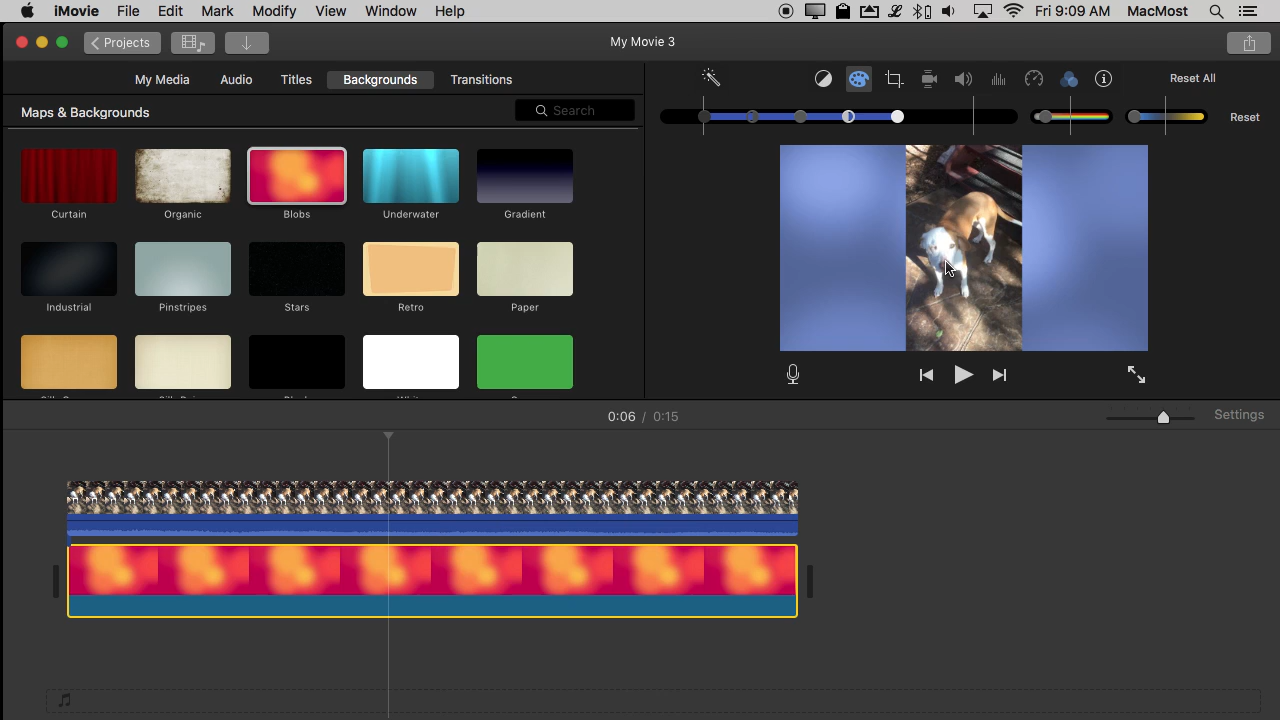 iMovie File Edit Mark Modify View Window Help Fri 9:09 AM MacMost
Projects My Movie 3
My Media Audio Titles Backgrounds Transitions Reset All
Maps & Backgrounds Search Reset
Curtain Organic Blobs Underwater Gradient
Industrial Pinstripes Stars Retro Paper
0:06 / 0:15 Settings